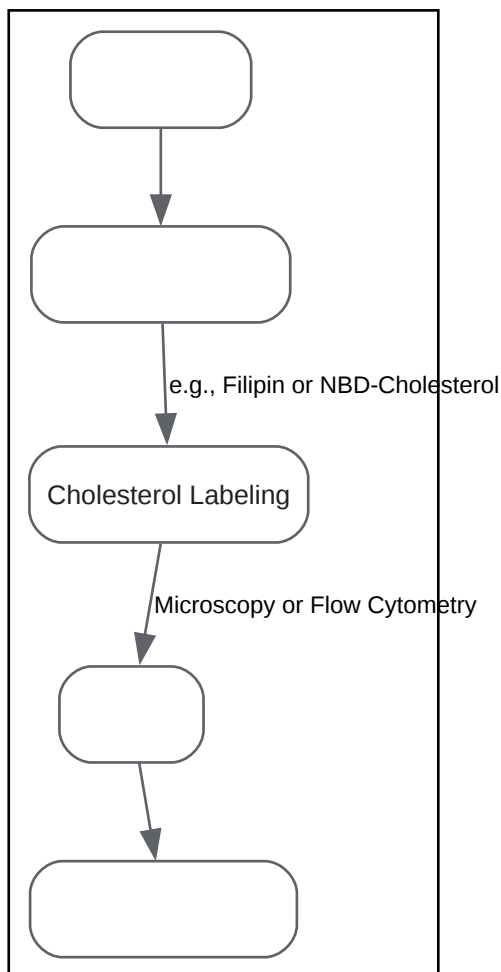 e.g., Filipin or NBD-Cholesterol
Cholesterol Labeling
Microscopy or Flow Cytometry